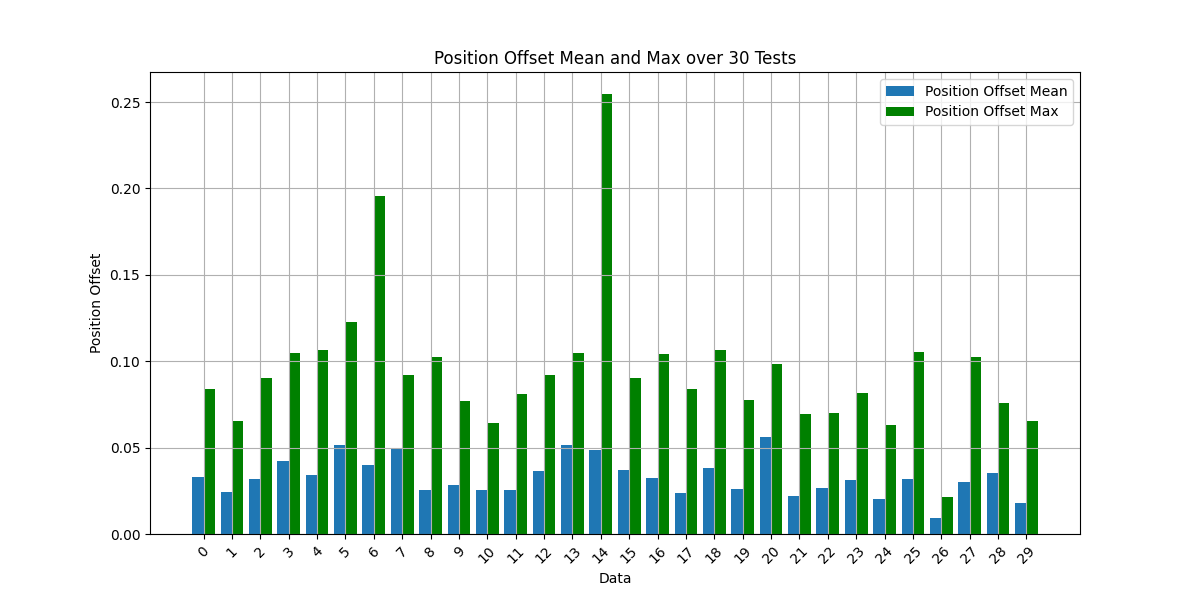 Position Offset Mean and Max over 30 Tests
Position Offset Mean
Position Offset Max
Position Offset
0.25
0.20
0.15
0.10
0.05
0.00
0 1 2 3 4 5 6 7 8 9 10 11 12 13 14 15 16 17 18 19 20 21 22 23 24 25 26 27 28 29
Data